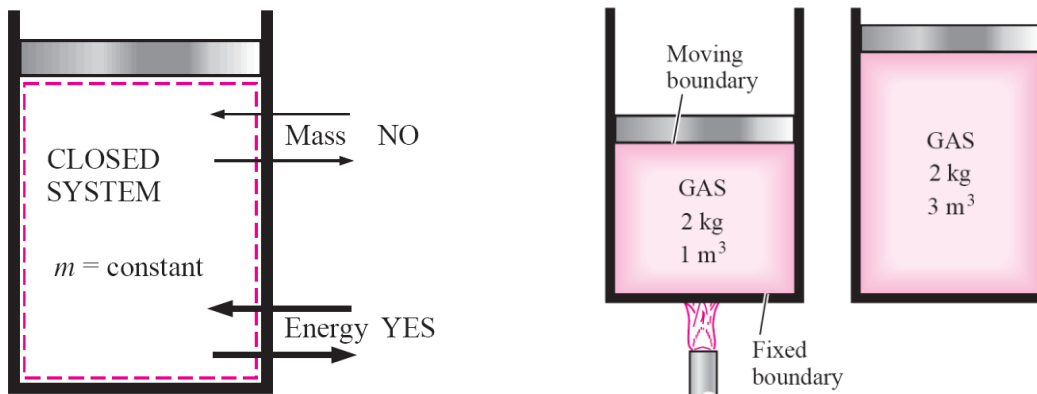 CLOSED
SYSTEM
m = constant
Mass NO
Energy YES
Moving
boundary
GAS
2 kg
1 m³
Fixed
boundary
GAS
2 kg
3 m³